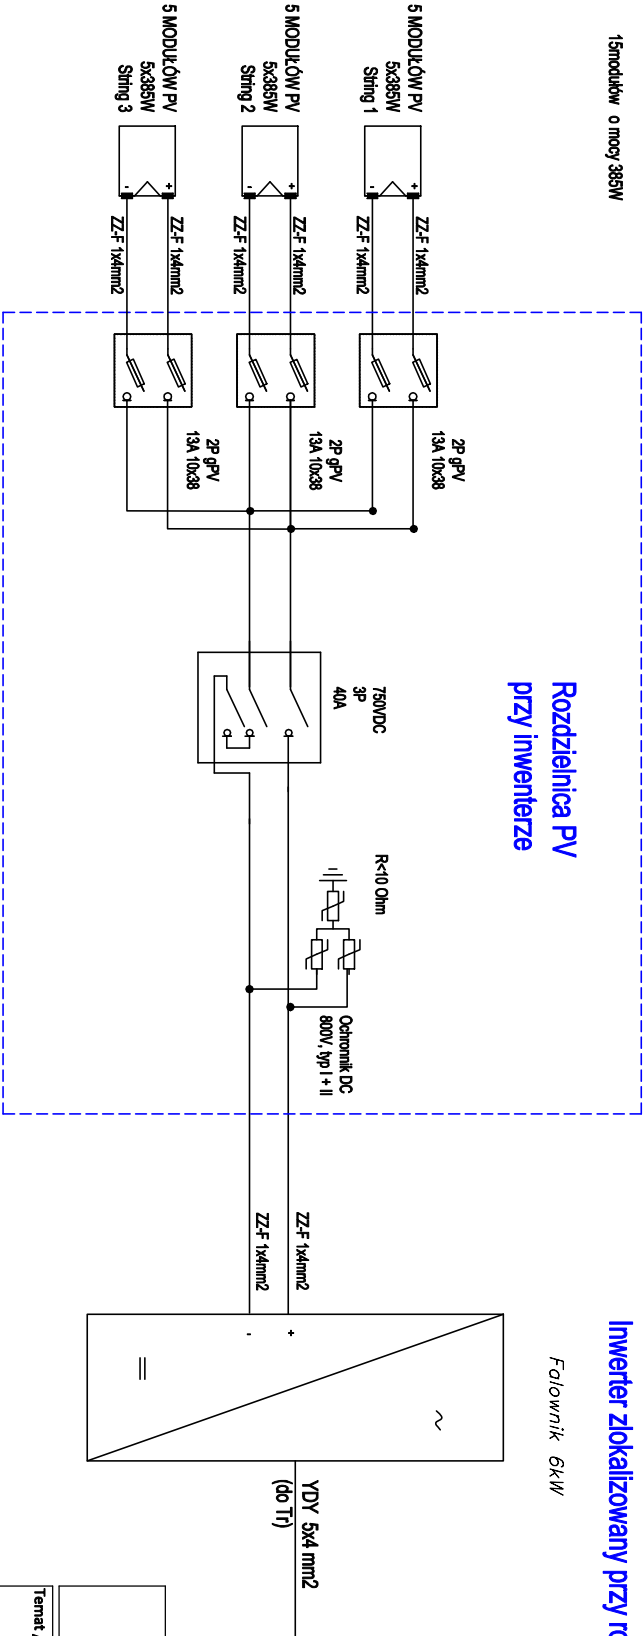 15modułów o mocy 385W
5 MODUŁÓW PV
5x385W
String 1
5 MODUŁÓW PV
5x385W
String 2
5 MODUŁÓW PV
5x385W
String 3
+
-
+
-
+
-
ZZ-F 1x4mm2
ZZ-F 1x4mm2
ZZ-F 1x4mm2
ZZ-F 1x4mm2
ZZ-F 1x4mm2
ZZ-F 1x4mm2
2P gPV
13A 10x38
2P gPV
13A 10x38
2P gPV
13A 10x38
Rozdzielnica PV
przy inwenterze
750VDC
3P
40A
R<10 Ohm
Ochronnik DC
800V, typ I + II
ZZ-F 1x4mm2
ZZ-F 1x4mm2
Inwerter zlokalizowany przy
Falownik 6kW
+
-
~
=
YDY 5x4 mm2
(do Tr)
Temat